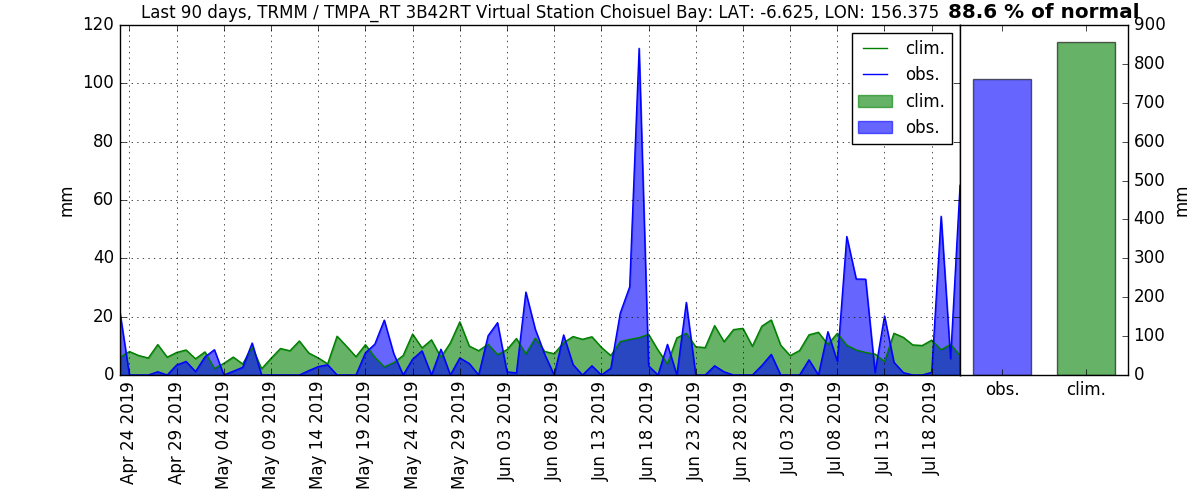 Last 90 days, TRMM / TMPA_RT 3B42RT Virtual Station Choisuel Bay: LAT: -6.625, LON: 156.375
88.6 % of normal
120
100
80
60
40
20
0
mm
clim.
obs.
clim.
obs.
900
800
700
600
500
400
300
200
100
0
mm
obs.
clim.
Apr 24 2019
Apr 29 2019
May 04 2019
May 09 2019
May 14 2019
May 19 2019
May 24 2019
May 29 2019
Jun 03 2019
Jun 08 2019
Jun 13 2019
Jun 18 2019
Jun 23 2019
Jun 28 2019
Jul 03 2019
Jul 08 2019
Jul 13 2019
Jul 18 2019